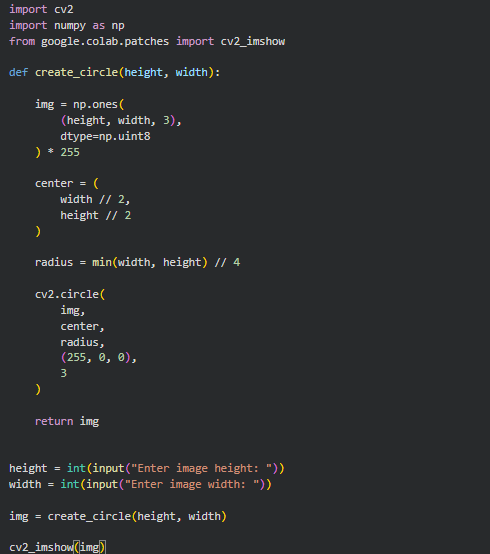 import cv2
import numpy as np
from google.colab.patches import cv2_imshow

def create_circle(height, width):

    img = np.ones(
        (height, width, 3),
        dtype=np.uint8
    ) * 255

    center = (
        width // 2,
        height // 2
    )

    radius = min(width, height) // 4

    cv2.circle(
        img,
        center,
        radius,
        (255, 0, 0),
        3
    )

    return img


height = int(input("Enter image height: "))
width = int(input("Enter image width: "))

img = create_circle(height, width)

cv2_imshow(img)